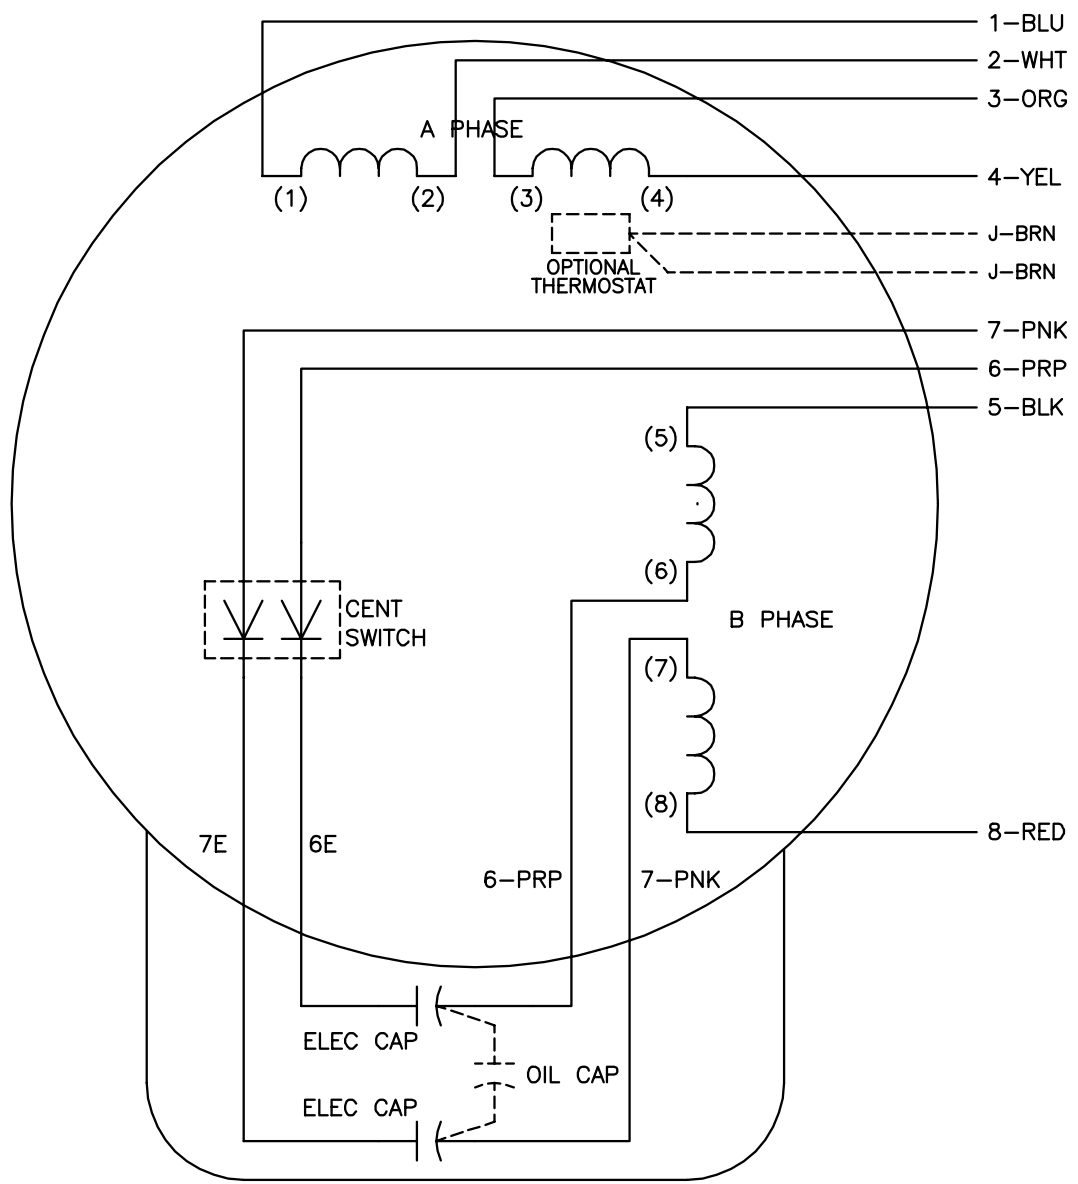 1-BLU
2-WHT
3-ORG
A PHASE
(1)
(2)
(3)
(4)
4-YEL
J-BRN
OPTIONAL
THERMOSTAT
J-BRN
7-PNK
6-PRP
5-BLK
(5)
(6)
CENT
SWITCH
B PHASE
(7)
(8)
8-RED
7E
6E
6-PRP
7-PNK
ELEC CAP
OIL CAP
ELEC CAP